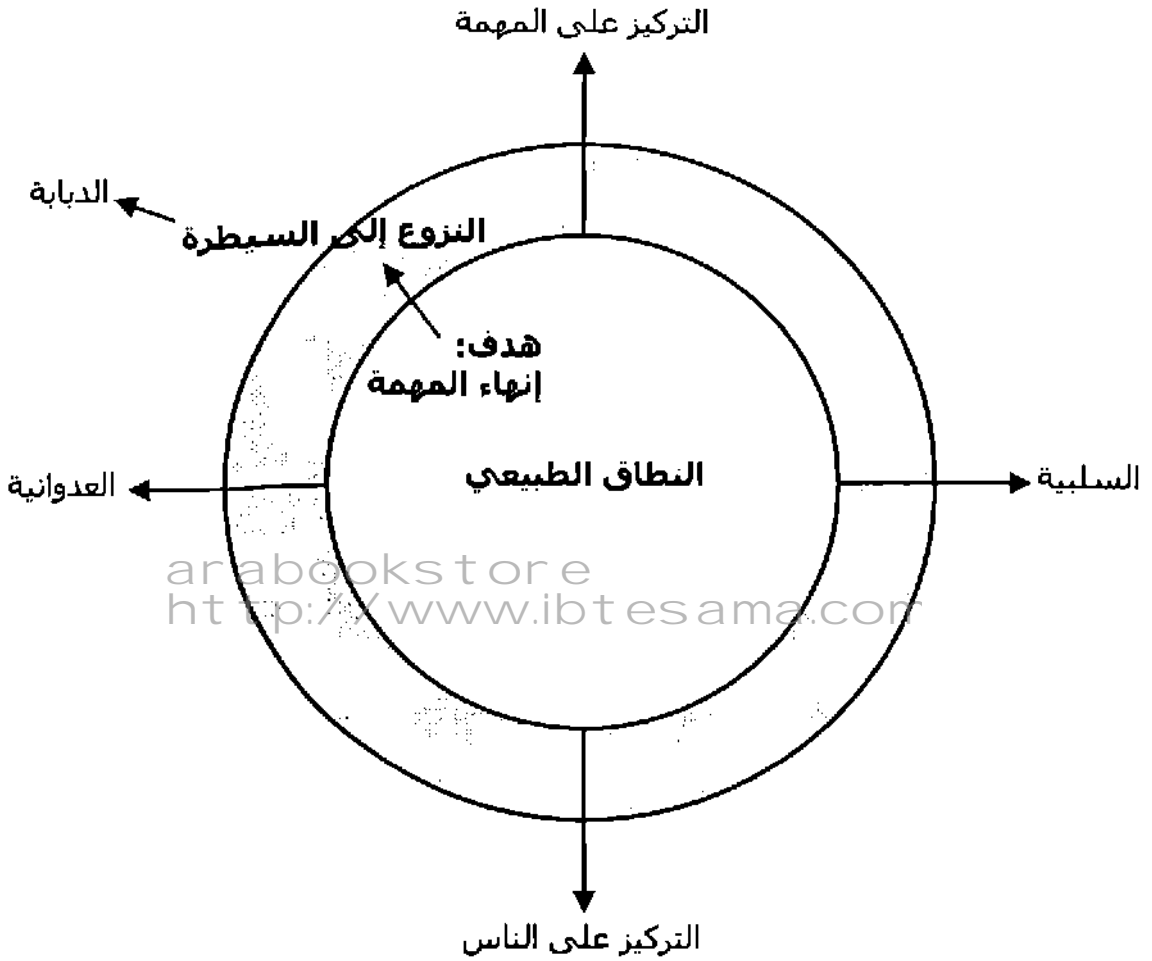 التركيز على المهمة
الدبابة
النزوع إلى السيطرة
هدف:
إنهاء المهمة
النطاق الطبيعي
العدوانية
السلبية
arabookstore
http://www.ibtesama.com
التركيز على الناس